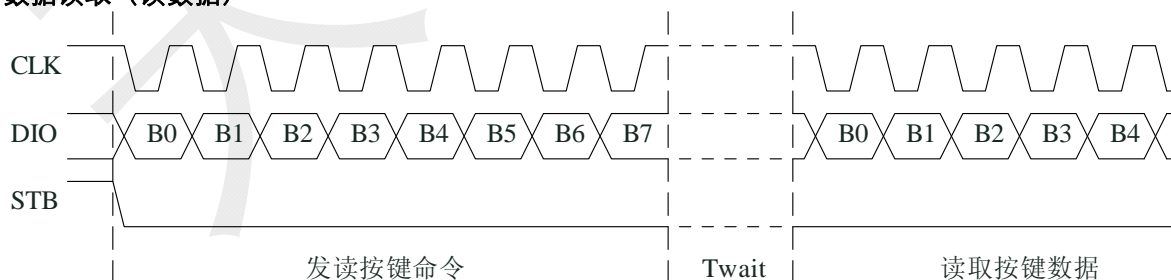 数据读取（读数据）
CLK
DIO B0 B1 B2 B3 B4 B5 B6 B7 B0 B1 B2 B3 B4
STB
发读按键命令 Twait 读取按键数据